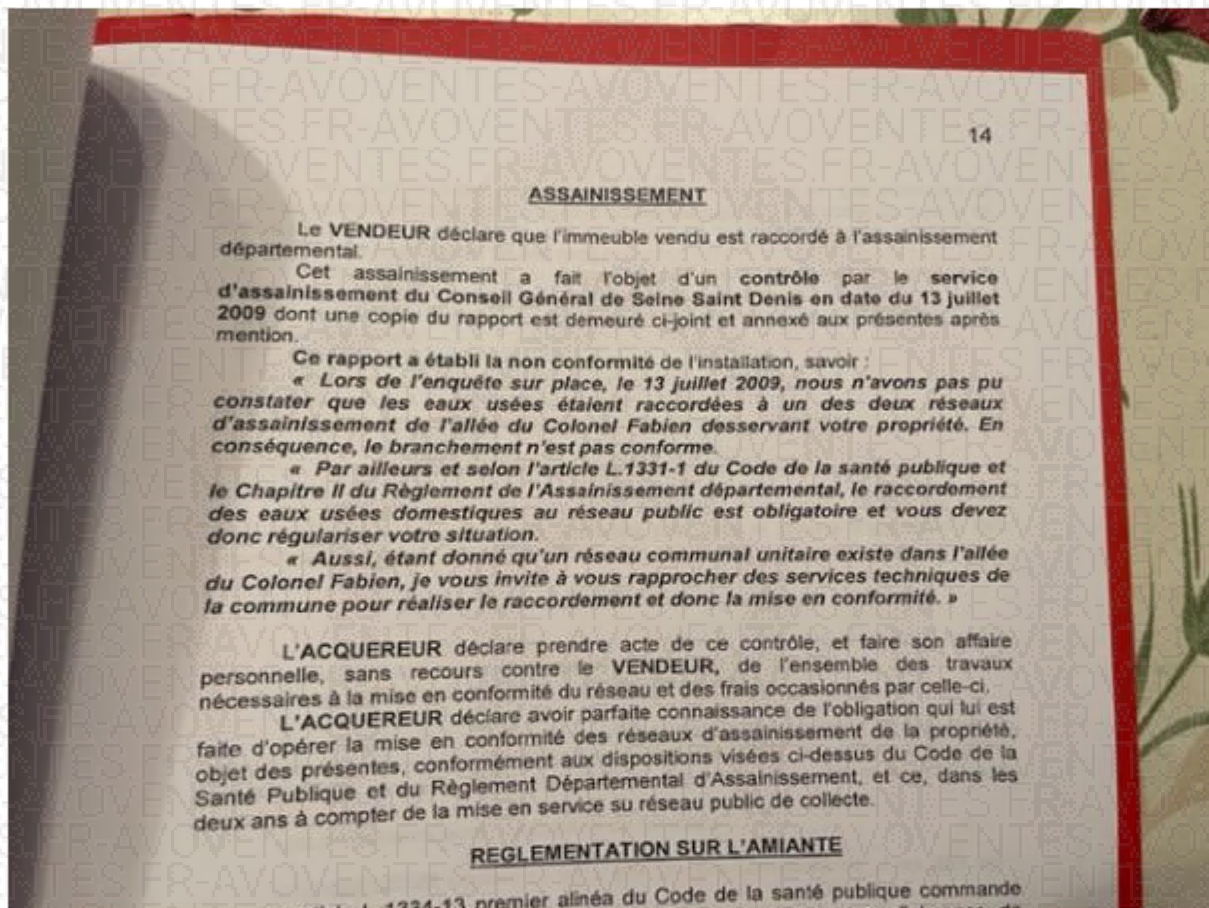 14
ASSAINISSEMENT
Le VENDEUR déclare que l'immeuble vendu est raccordé à l'assainissement
départemental.
Cet assainissement a fait l'objet d'un contrôle par le service
d'assainissement du Conseil Général de Seine Saint Denis en date du 13 juillet
2009 dont une copie du rapport est demeuré ci-joint et annexé aux présentes après
mention.
Ce rapport a établi la non conformité de l'installation, savoir :
« Lors de l'enquête sur place, le 13 juillet 2009, nous n'avons pas pu
constater que les eaux usées étaient raccordées à un des deux réseaux
d'assainissement de l'allée du Colonel Fabien desservant votre propriété. En
conséquence, le branchement n'est pas conforme.
« Par ailleurs et selon l'article L.1331-1 du Code de la santé publique et
le Chapitre II du Règlement de l'Assainissement départemental, le raccordement
des eaux usées domestiques au réseau public est obligatoire et vous devez
donc régulariser votre situation.
« Aussi, étant donné qu'un réseau communal unitaire existe dans l'allée
du Colonel Fabien, je vous invite à vous rapprocher des services techniques de
la commune pour réaliser le raccordement et donc la mise en conformité. »
L'ACQUEREUR déclare prendre acte de ce contrôle, et faire son affaire
personnelle, sans recours contre le VENDEUR, de l'ensemble des travaux
nécessaires à la mise en conformité du réseau et des frais occasionnés par celle-ci.
L'ACQUEREUR déclare avoir parfaite connaissance de l'obligation qui lui est
faite d'opérer la mise en conformité des réseaux d'assainissement de la propriété,
objet des présentes, conformément aux dispositions visées ci-dessus du Code de la
Santé Publique et du Règlement Départemental d'Assainissement, et ce, dans les
deux ans à compter de la mise en service su réseau public de collecte.
REGLEMENTATION SUR L'AMIANTE
1334-13 premier alinéa du Code de la santé publique commande